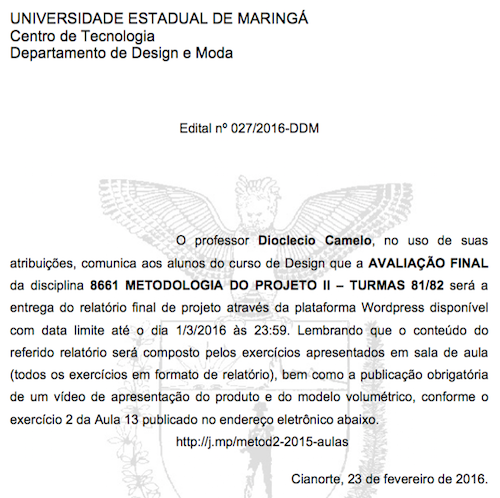 UNIVERSIDADE ESTADUAL DE MARINGÁ
Centro de Tecnologia
Departamento de Design e Moda
Edital nº 027/2016-DDM
O professor Dioclecio Camelo, no uso de suas
atribuições, comunica aos alunos do curso de Design que a AVALIAÇÃO FINAL
da disciplina 8661 METODOLOGIA DO PROJETO II – TURMAS 81/82 será a
entrega do relatório final de projeto através da plataforma Wordpress disponível
com data limite até o dia 1/3/2016 às 23:59. Lembrando que o conteúdo do
referido relatório será composto pelos exercícios apresentados em sala de aula
(todos os exercícios em formato de relatório), bem como a publicação obrigatória
de um vídeo de apresentação do produto e do modelo volumétrico, conforme o
exercício 2 da Aula 13 publicado no endereço eletrônico abaixo.
http://j.mp/metod2-2015-aulas
Cianorte, 23 de fevereiro de 2016.